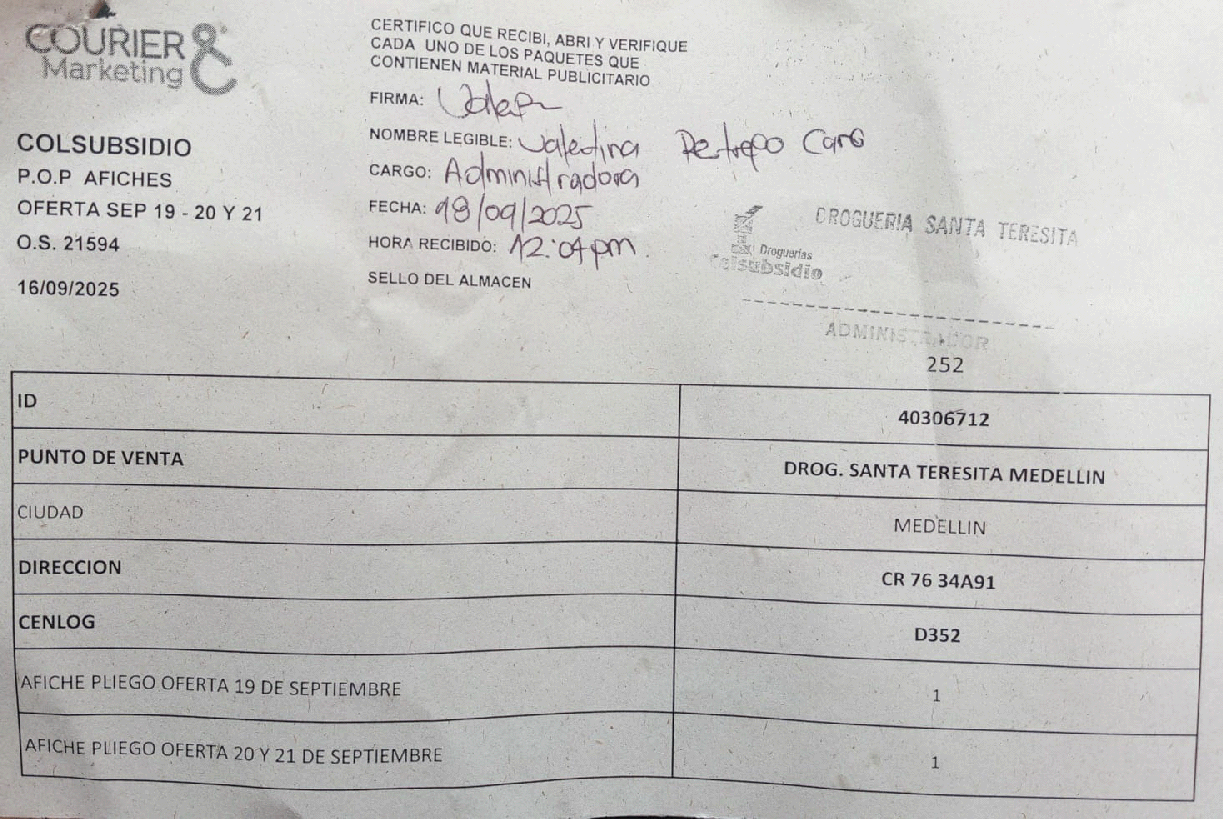 COURIER &
Marketing
COLSUBSIDIO
P.O.P AFICHES
OFERTA SEP 19 - 20 Y 21
O.S. 21594
16/09/2025
CERTIFICO QUE RECIBI, ABRI Y VERIFIQUE
CADA UNO DE LOS PAQUETES QUE
CONTIENEN MATERIAL PUBLICITARIO
FIRMA:
NOMBRE LEGIBLE: Valentina Restrepo Cano
CARGO: Administradora
FECHA: 18/09/2025
HORA RECIBIDO: 12:04 pm.
SELLO DEL ALMACEN
Droguerías
Colsubsidio
DROGUERIA SANTA TERESITA
ADMINISTRADOR
252
ID 40306712
PUNTO DE VENTA DROG. SANTA TERESITA MEDELLIN
CIUDAD MEDELLIN
DIRECCION CR 76 34A91
CENLOG D352
AFICHE PLIEGO OFERTA 19 DE SEPTIEMBRE 1
AFICHE PLIEGO OFERTA 20 Y 21 DE SEPTIEMBRE 1